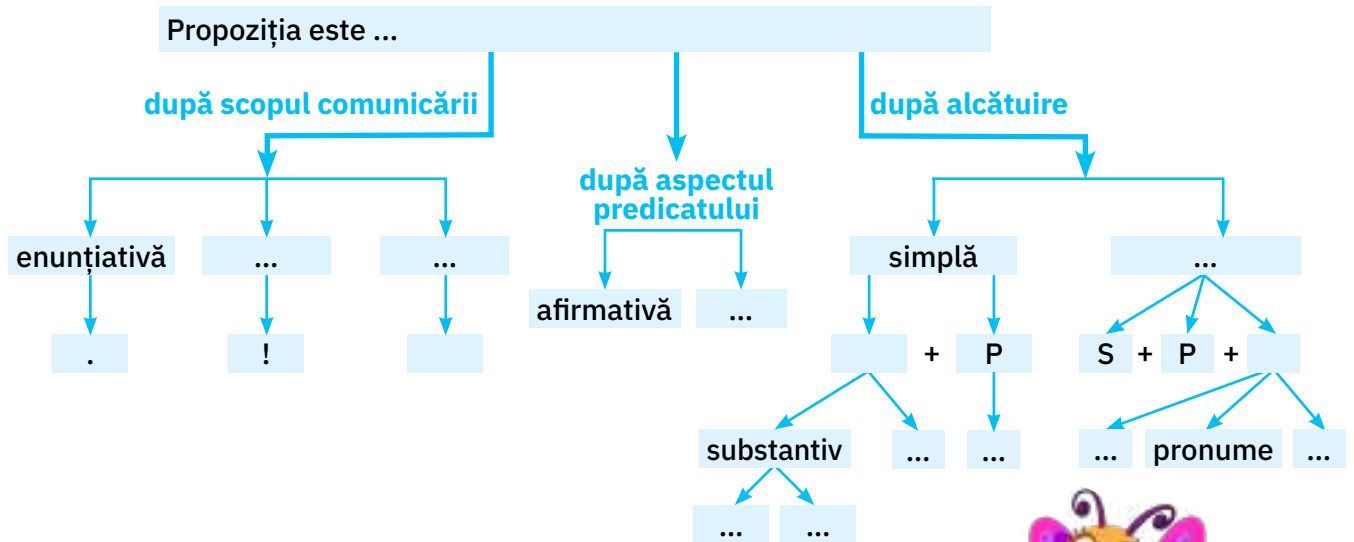 Propoziția este ...
după scopul comunicării
după alcătuire
după aspectul
predicatului
enunțiativă ... ...
simplă ...
afirmativă ...
. !
+ P
S + P +
substantiv ... ...
... pronume ...
... ...